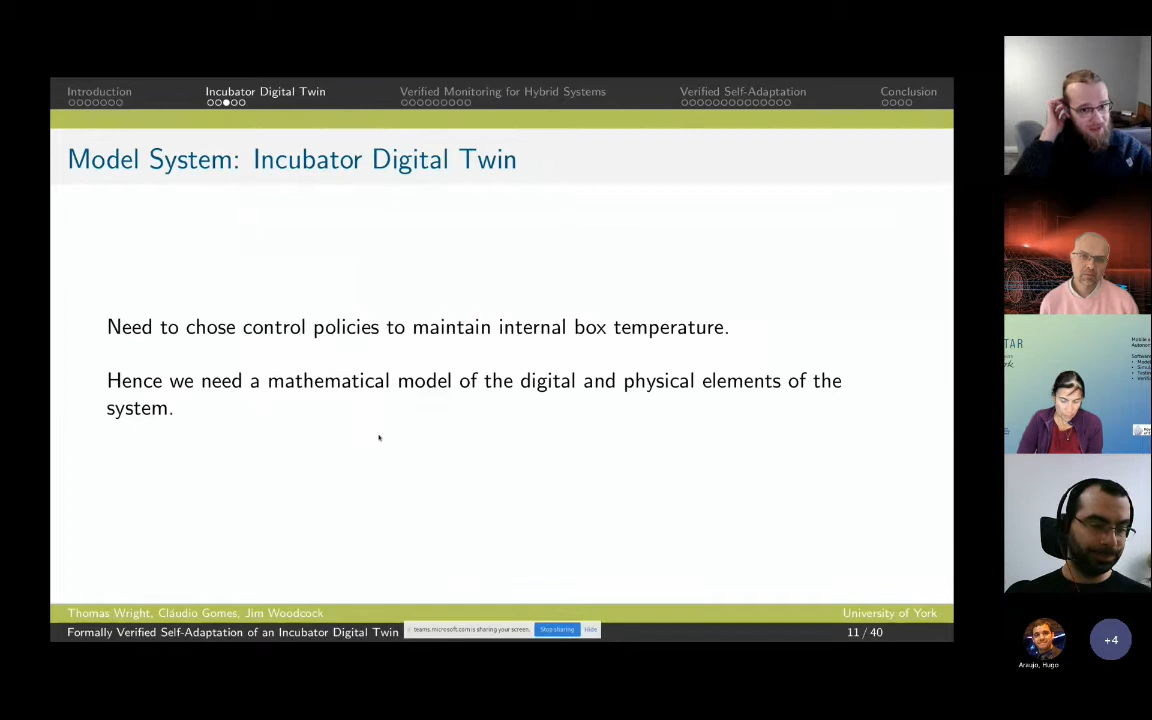 Introduction
Incubator Digital Twin
Verified Monitoring for Hybrid Systems
Verified Self-Adaptation
Conclusion
Model System: Incubator Digital Twin
Need to chose control policies to maintain internal box temperature.
Hence we need a mathematical model of the digital and physical elements of the
system.
Thomas Wright, Cláudio Gomes, Jim Woodcock
University of York
Formally Verified Self-Adaptation of an Incubator Digital Twin
teams.microsoft.com is sharing your screen.
Stop sharing
Hide
11 / 40
TAR
Araujo, Hugo
+4